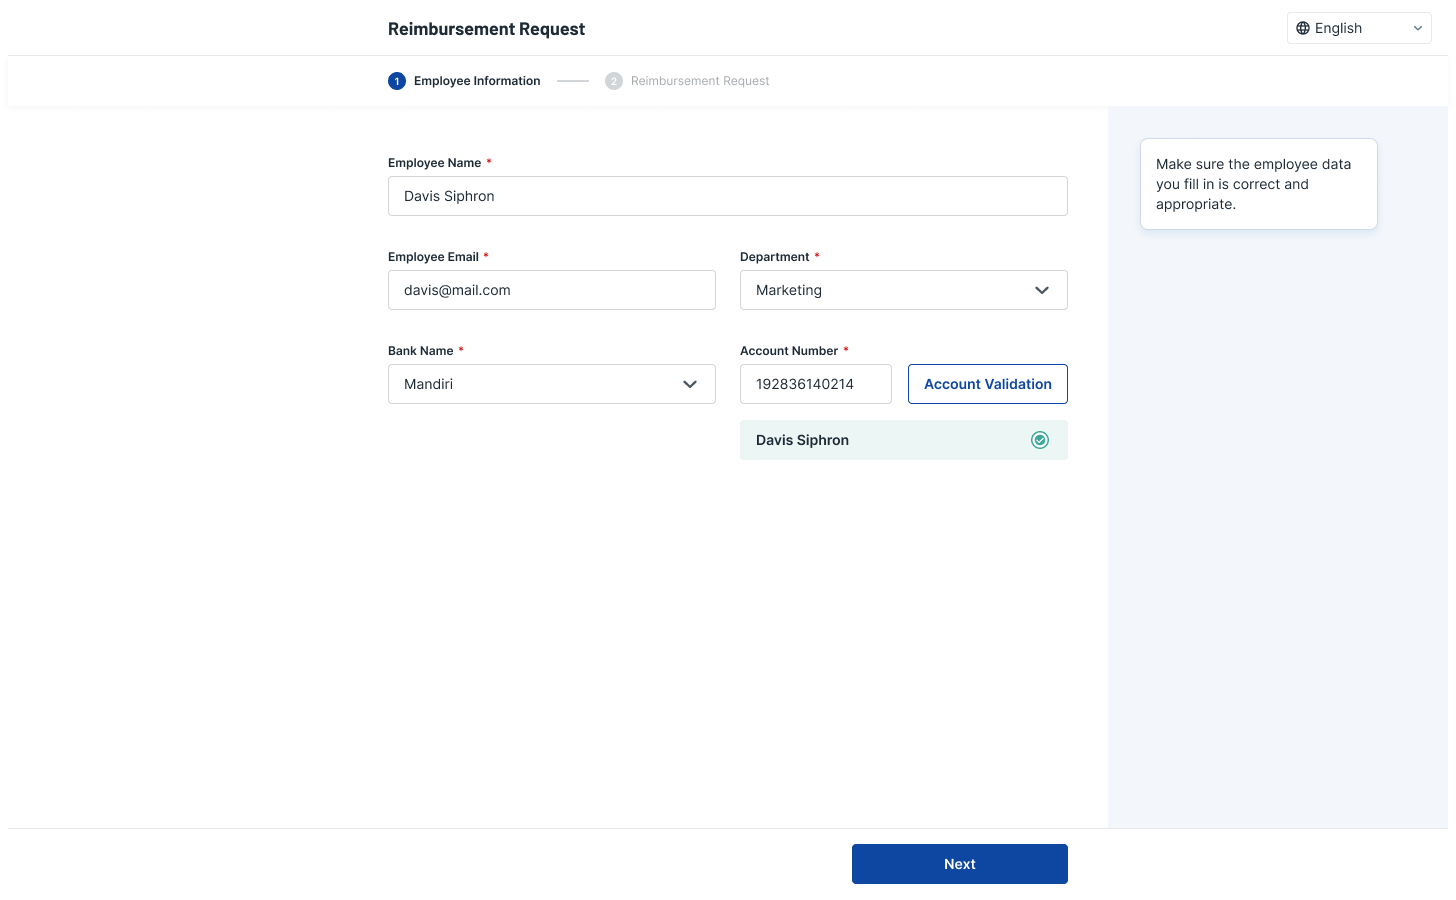 Reimbursement Request
English
1 Employee Information
2 Reimbursement Request
Employee Name *
Davis Siphron
Employee Email *
davis@mail.com
Department *
Marketing
Bank Name *
Mandiri
Account Number *
192836140214
Account Validation
Davis Siphron
Make sure the employee data
you fill in is correct and
appropriate.
Next